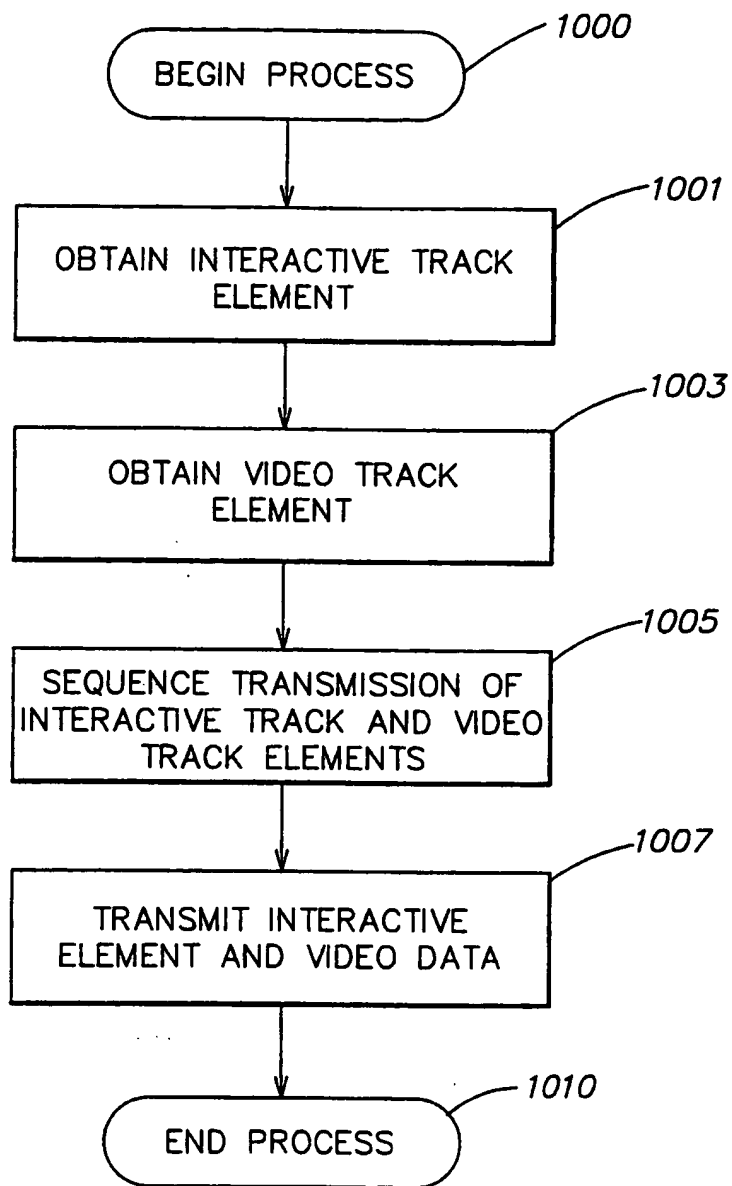 1000
BEGIN PROCESS
1001
OBTAIN INTERACTIVE TRACK
ELEMENT
1003
OBTAIN VIDEO TRACK
ELEMENT
1005
SEQUENCE TRANSMISSION OF
INTERACTIVE TRACK AND VIDEO
TRACK ELEMENTS
1007
TRANSMIT INTERACTIVE
ELEMENT AND VIDEO DATA
1010
END PROCESS